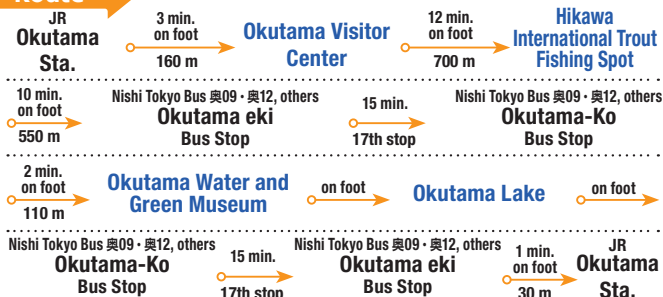 Route
JR
Okutama
Sta.
3 min.
on foot
160 m
Okutama Visitor
Center
12 min.
on foot
700 m
Hikawa
International Trout
Fishing Spot
10 min.
on foot
550 m
Nishi Tokyo Bus 奥09・奥12, others
Okutama eki
Bus Stop
15 min.
17th stop
Nishi Tokyo Bus 奥09・奥12, others
Okutama-Ko
Bus Stop
2 min.
on foot
110 m
Okutama Water and
Green Museum
on foot
Okutama Lake
on foot
Nishi Tokyo Bus 奥09・奥12, others
Okutama-Ko
Bus Stop
15 min.
17th stop
Nishi Tokyo Bus 奥09・奥12, others
Okutama eki
Bus Stop
1 min.
on foot
30 m
JR
Okutama
Sta.